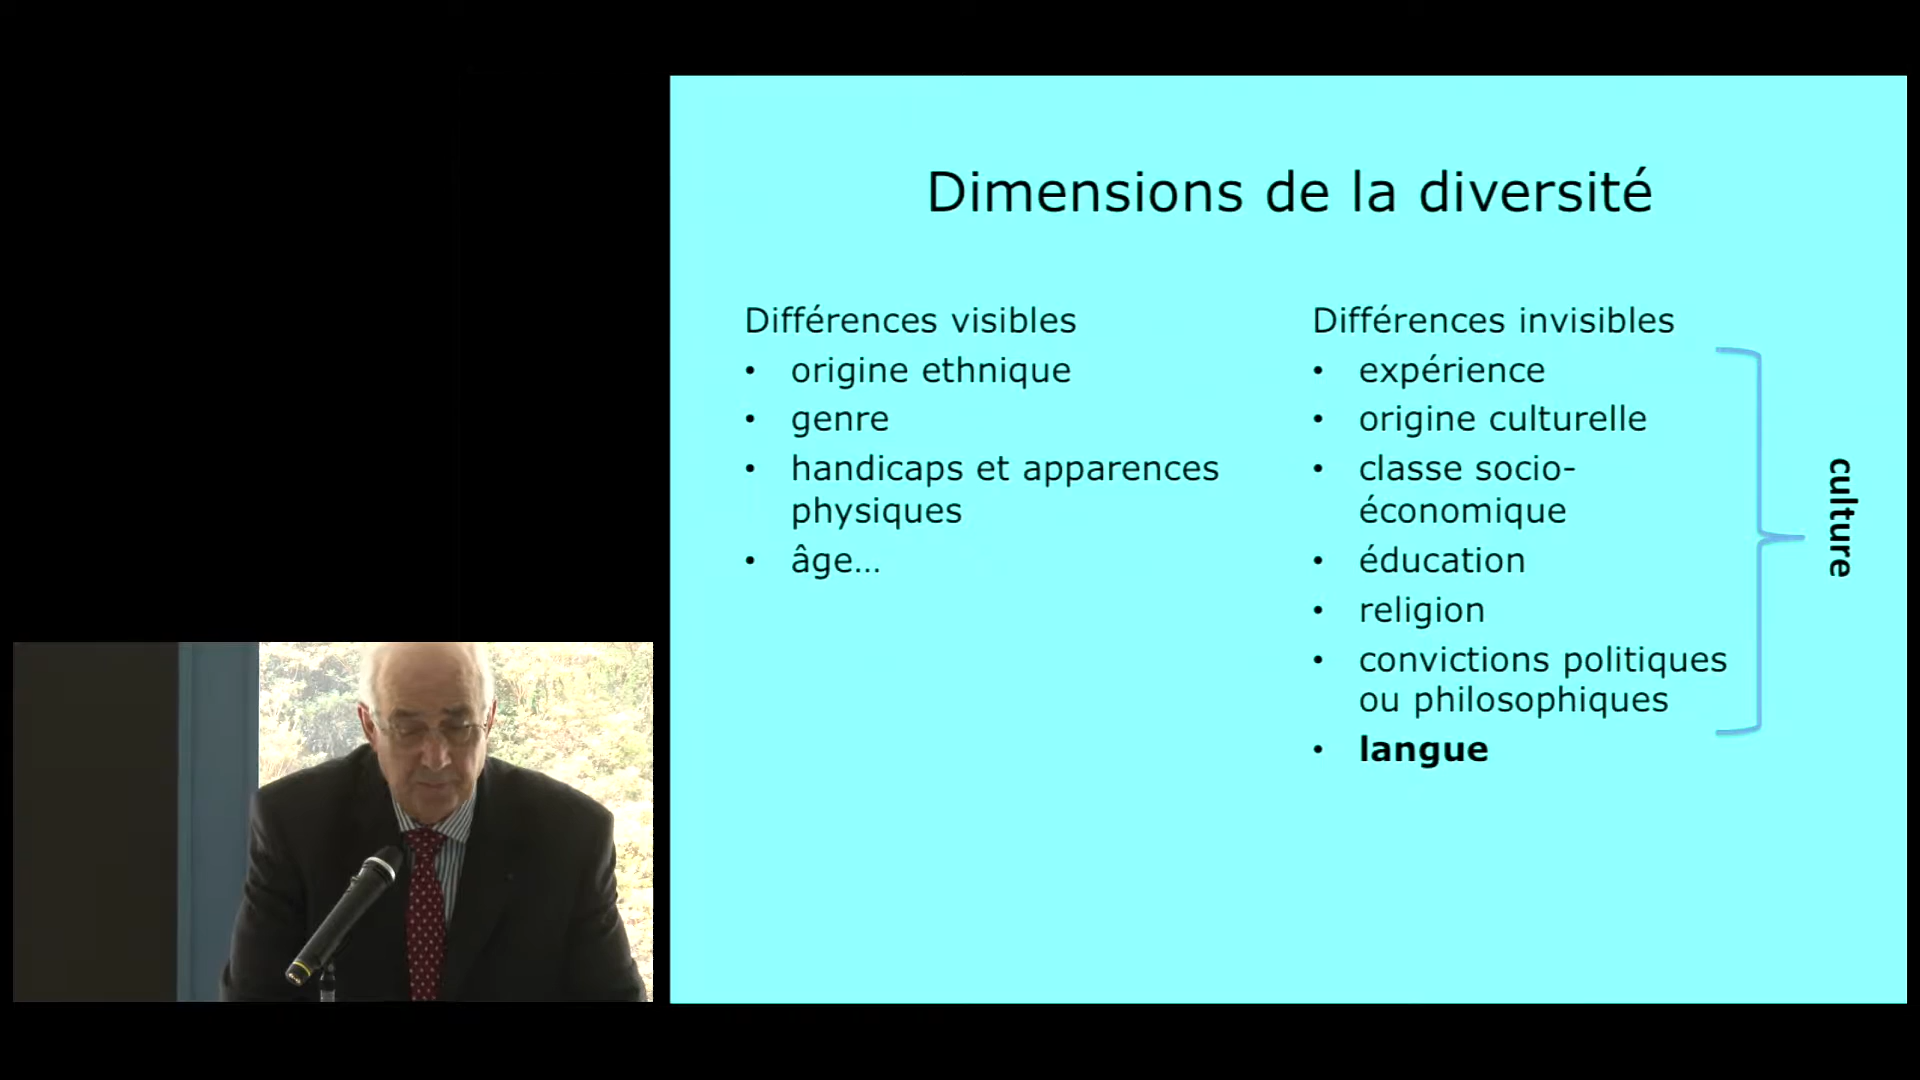 Dimensions de la diversité
Différences visibles
• origine ethnique
• genre
• handicaps et apparences
physiques
• âge…
Différences invisibles
• expérience
• origine culturelle
• classe socio-
économique
• éducation
• religion
• convictions politiques
ou philosophiques
• langue
culture